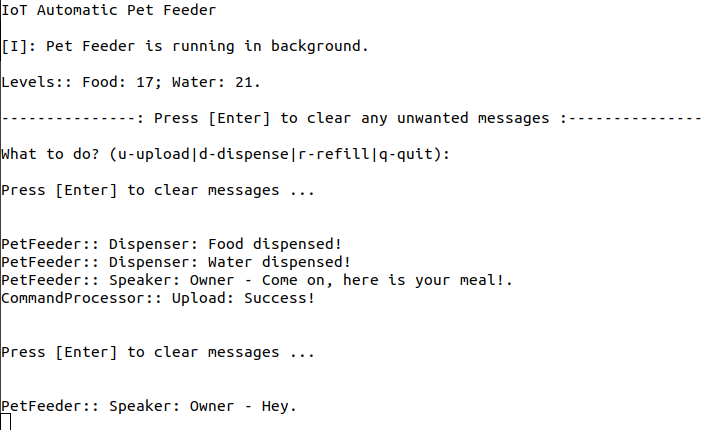 IoT Automatic Pet Feeder
[I]: Pet Feeder is running in background.
Levels:: Food: 17; Water: 21.
---------------: Press [Enter] to clear any unwanted messages :---------------
What to do? (u-upload|d-dispense|r-refill|q-quit):
Press [Enter] to clear messages ...
PetFeeder:: Dispenser: Food dispensed!
PetFeeder:: Dispenser: Water dispensed!
PetFeeder:: Speaker: Owner - Come on, here is your meal!.
CommandProcessor:: Upload: Success!
Press [Enter] to clear messages ...
PetFeeder:: Speaker: Owner - Hey.